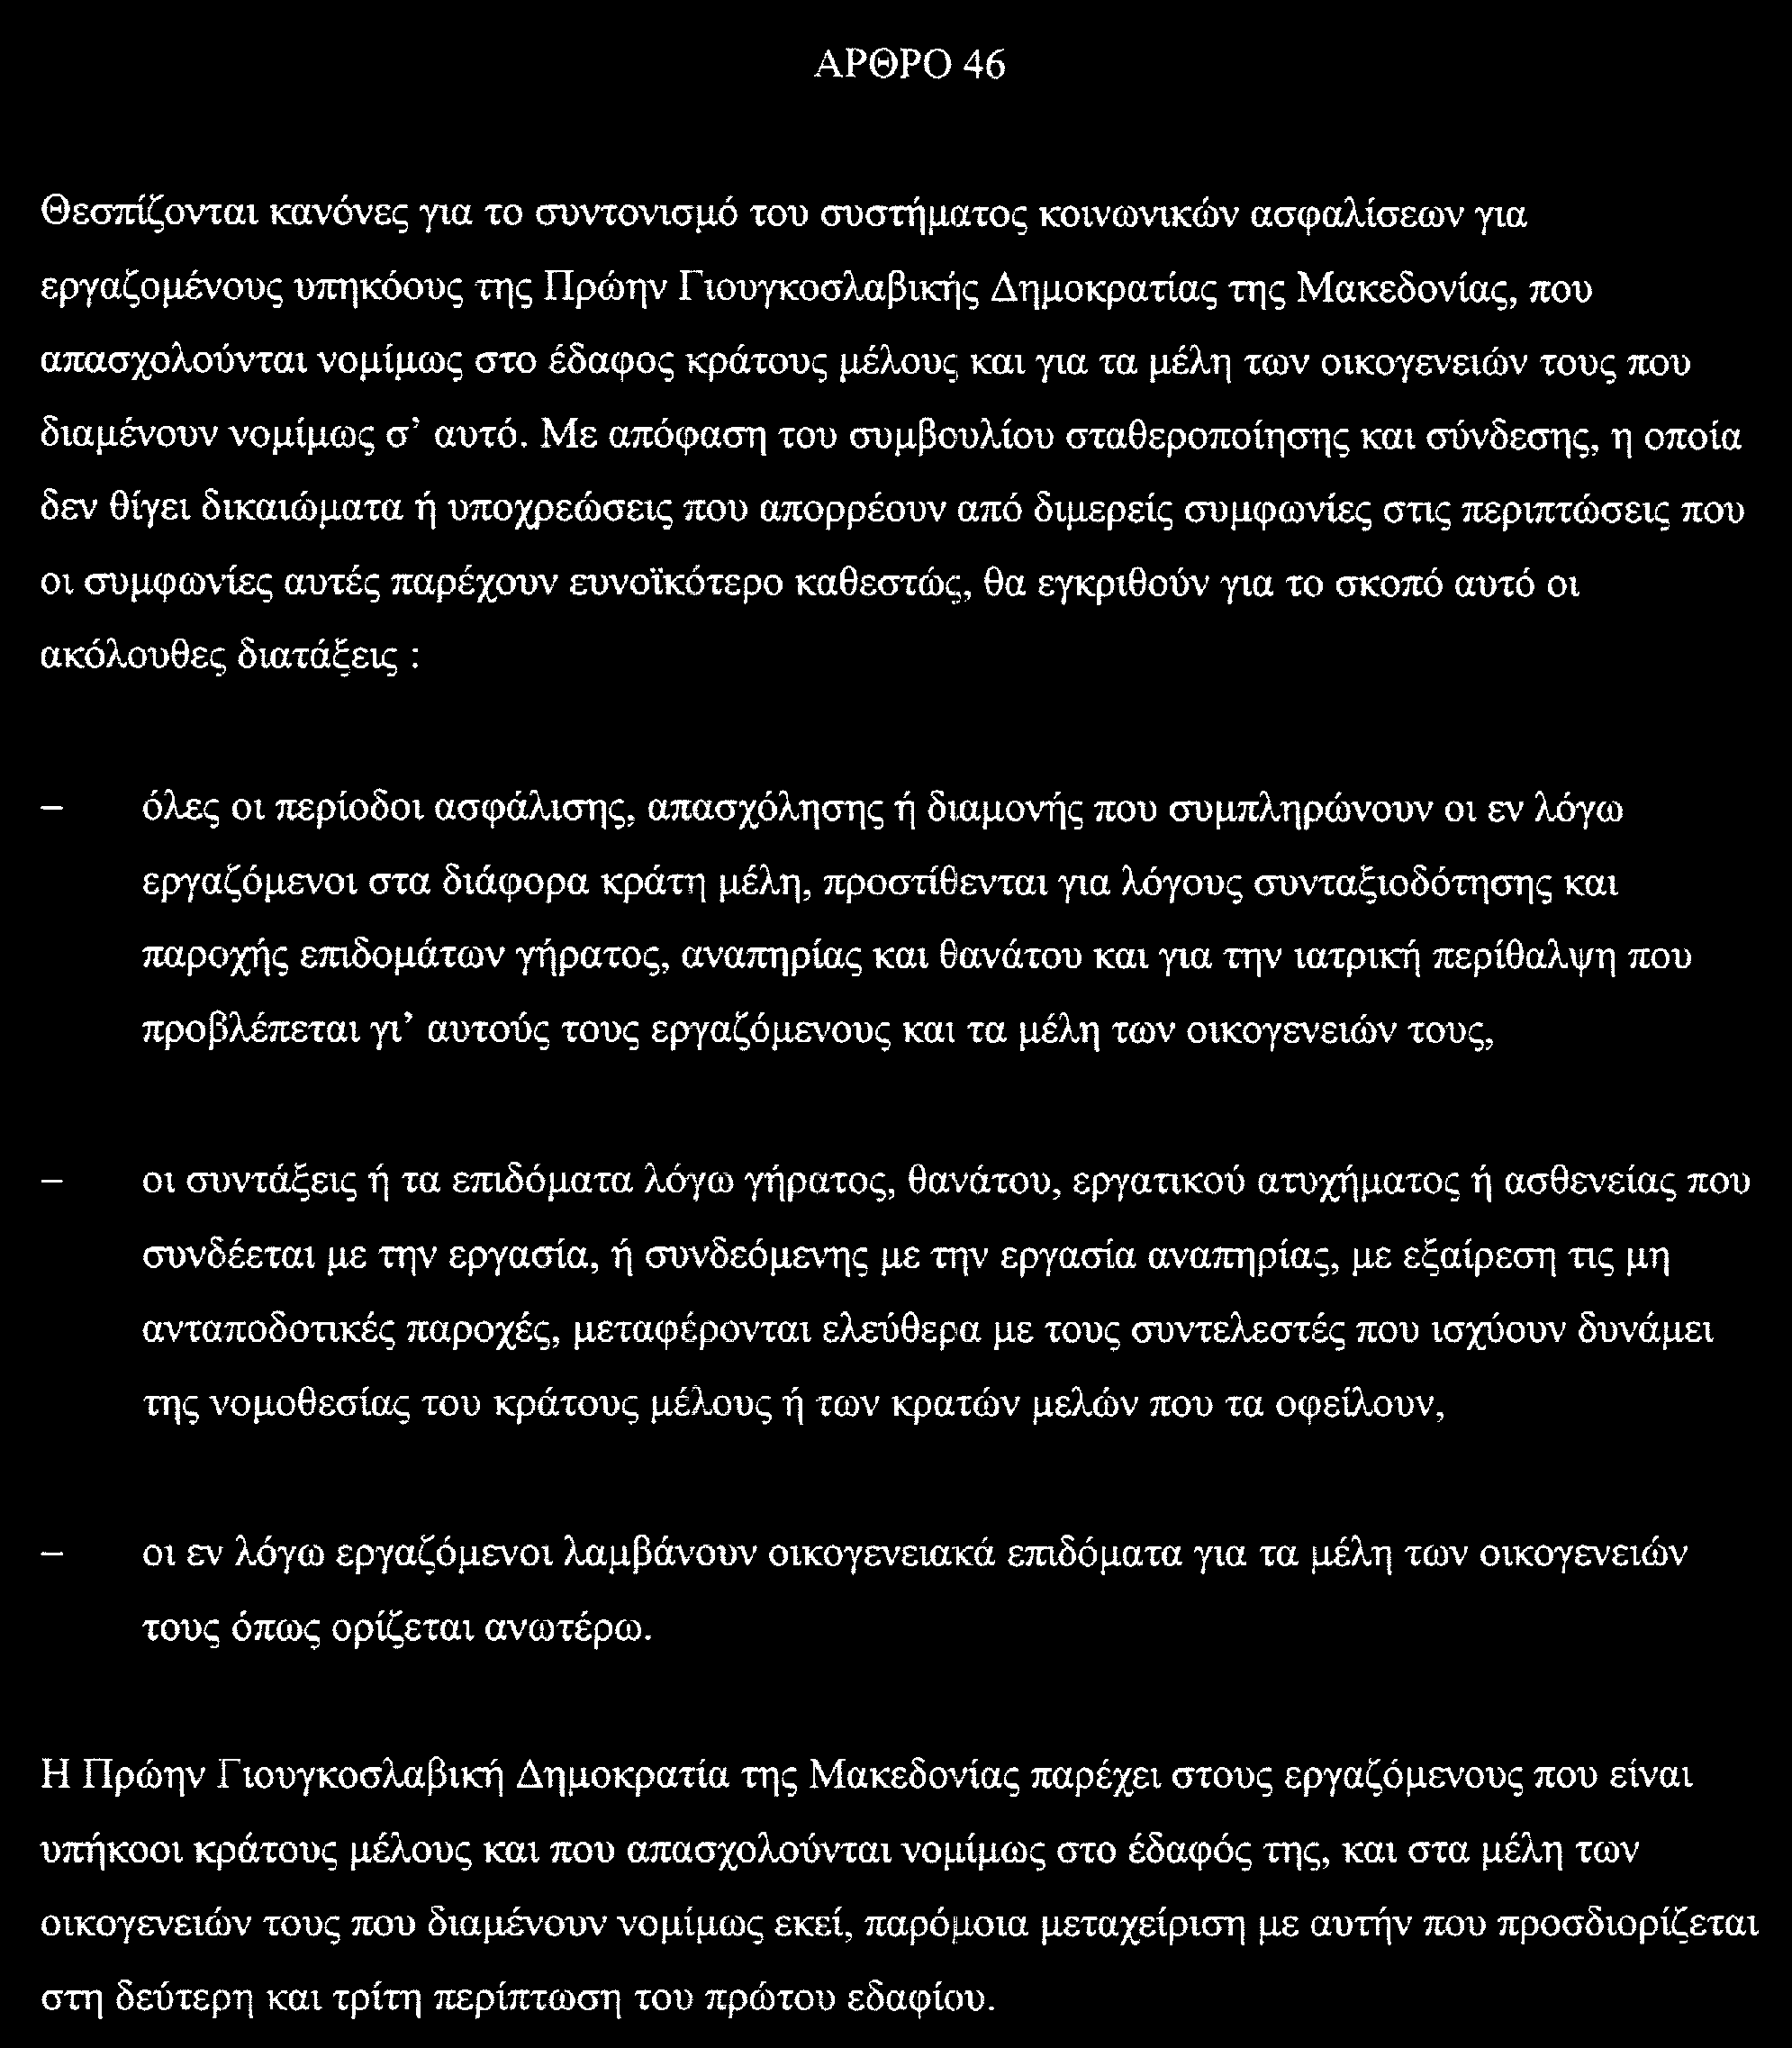 ΑΡΘΡΟ 46
Θεσπίζονται κανόνες για το συντονισμό του συστήματος κοινωνικών ασφαλίσεων για
εργαζομένους υπηκόους της Πρώην Γιουγκοσλαβικής Δημοκρατίας της Μακεδονίας, που
απασχολούνται νομίμως στο έδαφος κράτους μέλους και για τα μέλη των οικογενειών τους που
διαμένουν νομίμως σ’ αυτό. Με απόφαση του συμβουλίου σταθεροποίησης και σύνδεσης, η οποία
δεν θίγει δικαιώματα ή υποχρεώσεις που απορρέουν από διμερείς συμφωνίες στις περιπτώσεις που
οι συμφωνίες αυτές παρέχουν ευνοϊκότερο καθεστώς, θα εγκριθούν για το σκοπό αυτό οι
ακόλουθες διατάξεις :
– όλες οι περίοδοι ασφάλισης, απασχόλησης ή διαμονής που συμπληρώνουν οι εν λόγω
εργαζόμενοι στα διάφορα κράτη μέλη, προστίθενται για λόγους συνταξιοδότησης και
παροχής επιδομάτων γήρατος, αναπηρίας και θανάτου και για την ιατρική περίθαλψη που
προβλέπεται γι’ αυτούς τους εργαζόμενους και τα μέλη των οικογενειών τους,
– οι συντάξεις ή τα επιδόματα λόγω γήρατος, θανάτου, εργατικού ατυχήματος ή ασθενείας που
συνδέεται με την εργασία, ή συνδεόμενης με την εργασία αναπηρίας, με εξαίρεση τις μη
ανταποδοτικές παροχές, μεταφέρονται ελεύθερα με τους συντελεστές που ισχύουν δυνάμει
της νομοθεσίας του κράτους μέλους ή των κρατών μελών που τα οφείλουν,
– οι εν λόγω εργαζόμενοι λαμβάνουν οικογενειακά επιδόματα για τα μέλη των οικογενειών
τους όπως ορίζεται ανωτέρω.
Η Πρώην Γιουγκοσλαβική Δημοκρατία της Μακεδονίας παρέχει στους εργαζόμενους που είναι
υπήκοοι κράτους μέλους και που απασχολούνται νομίμως στο έδαφός της, και στα μέλη των
οικογενειών τους που διαμένουν νομίμως εκεί, παρόμοια μεταχείριση με αυτήν που προσδιορίζεται
στη δεύτερη και τρίτη περίπτωση του πρώτου εδαφίου.